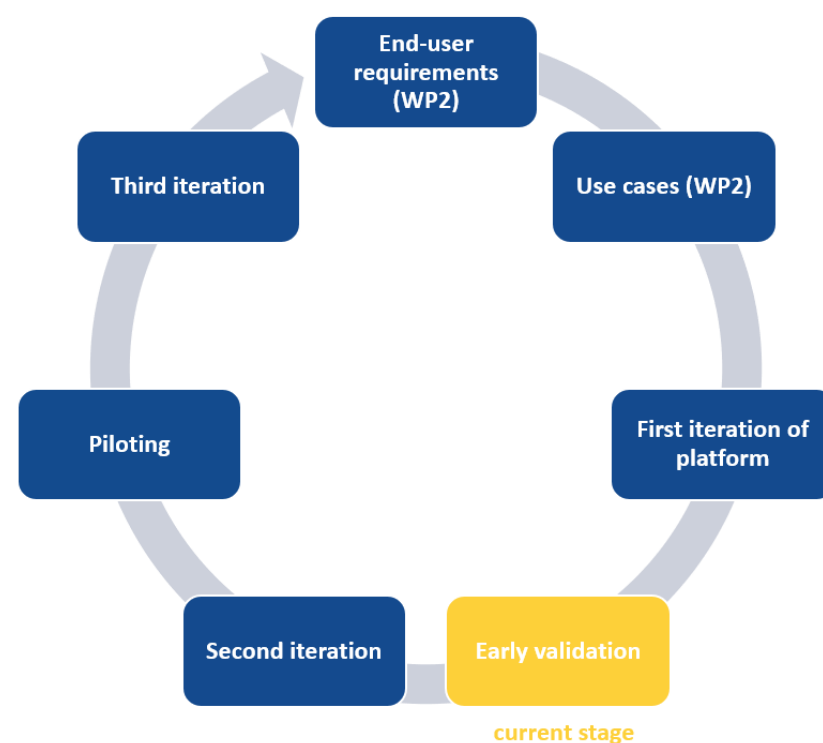 End-user
requirements
(WP2)
Use cases (WP2)
First iteration of
platform
Early validation
current stage
Second iteration
Piloting
Third iteration